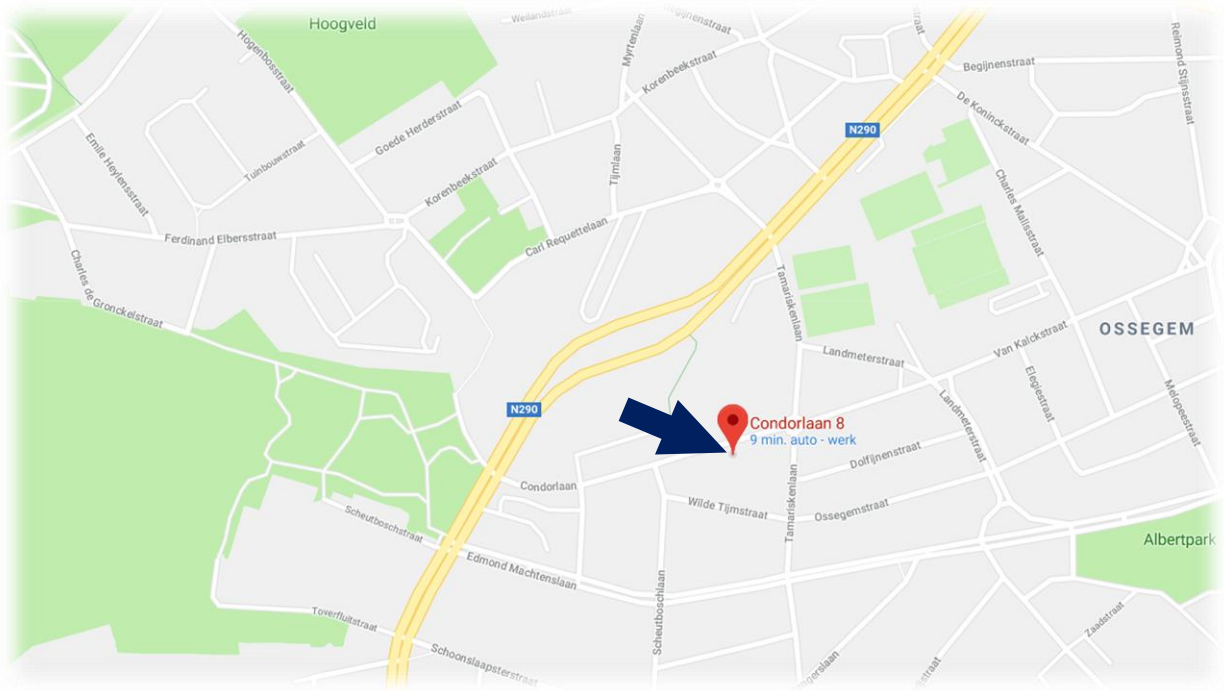 Hoogveld
Weilandstraat
Begijnenstraat
Myrtenlaan
Korenbeekstraat
Hogenbosstraat
Reimond Stijnsstraat
Begijnenstraat
De Koninckstraat
N290
Goede Herderstraat
Emile Heylensstraat
Tuinbouwstraat
Tijmlaan
Korenbeekstraat
Charles Malisstraat
Carl Requettelaan
Ferdinand Elbersstraat
Charles de Gronckelstraat
Tamariskenlaan
OSSEGEM
Van Kalckstraat
Landmeterstraat
Elegiestraat
Melopeestraat
N290
Landmeterstraat
Condorlaan 8
9 min. auto - werk
Dolfijnenstraat
Condorlaan
Wilde Tijmstraat
Ossegemstraat
Tamariskenlaan
Scheutboschstraat
Edmond Machtenslaan
Albertpark
Scheutboschlaan
Toverfluitstraat
Zaadstraat
Schoonslaapsterstraat